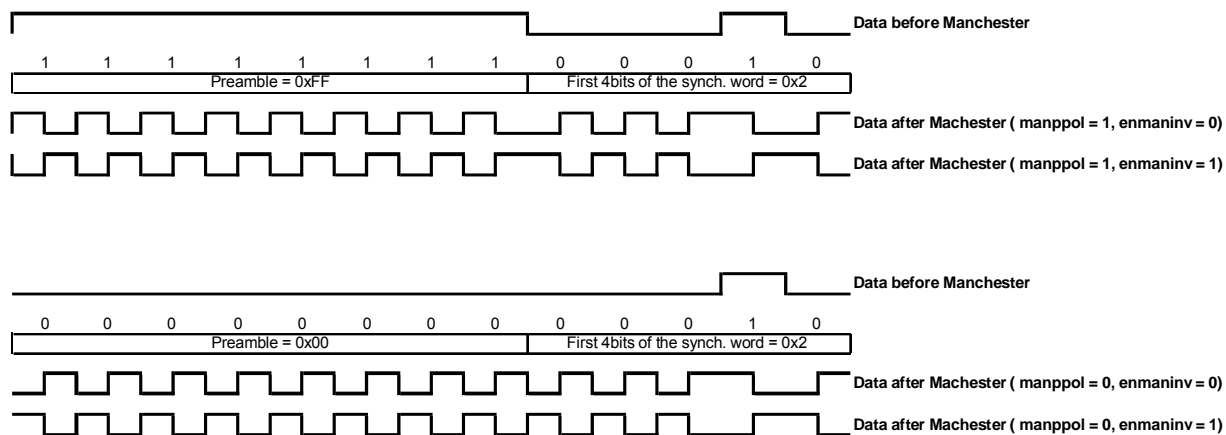 Data before Manchester
1 1 1 1 1 1 1 1 0 0 0 1 0
Preamble = 0xFF First 4bits of the synch. word = 0x2
Data after Machester ( manppol = 1, enmaninv = 0)
Data after Machester ( manppol = 1, enmaninv = 1)
Data before Manchester
0 0 0 0 0 0 0 0 0 0 0 1 0
Preamble = 0x00 First 4bits of the synch. word = 0x2
Data after Machester ( manppol = 0, enmaninv = 0)
Data after Machester ( manppol = 0, enmaninv = 1)